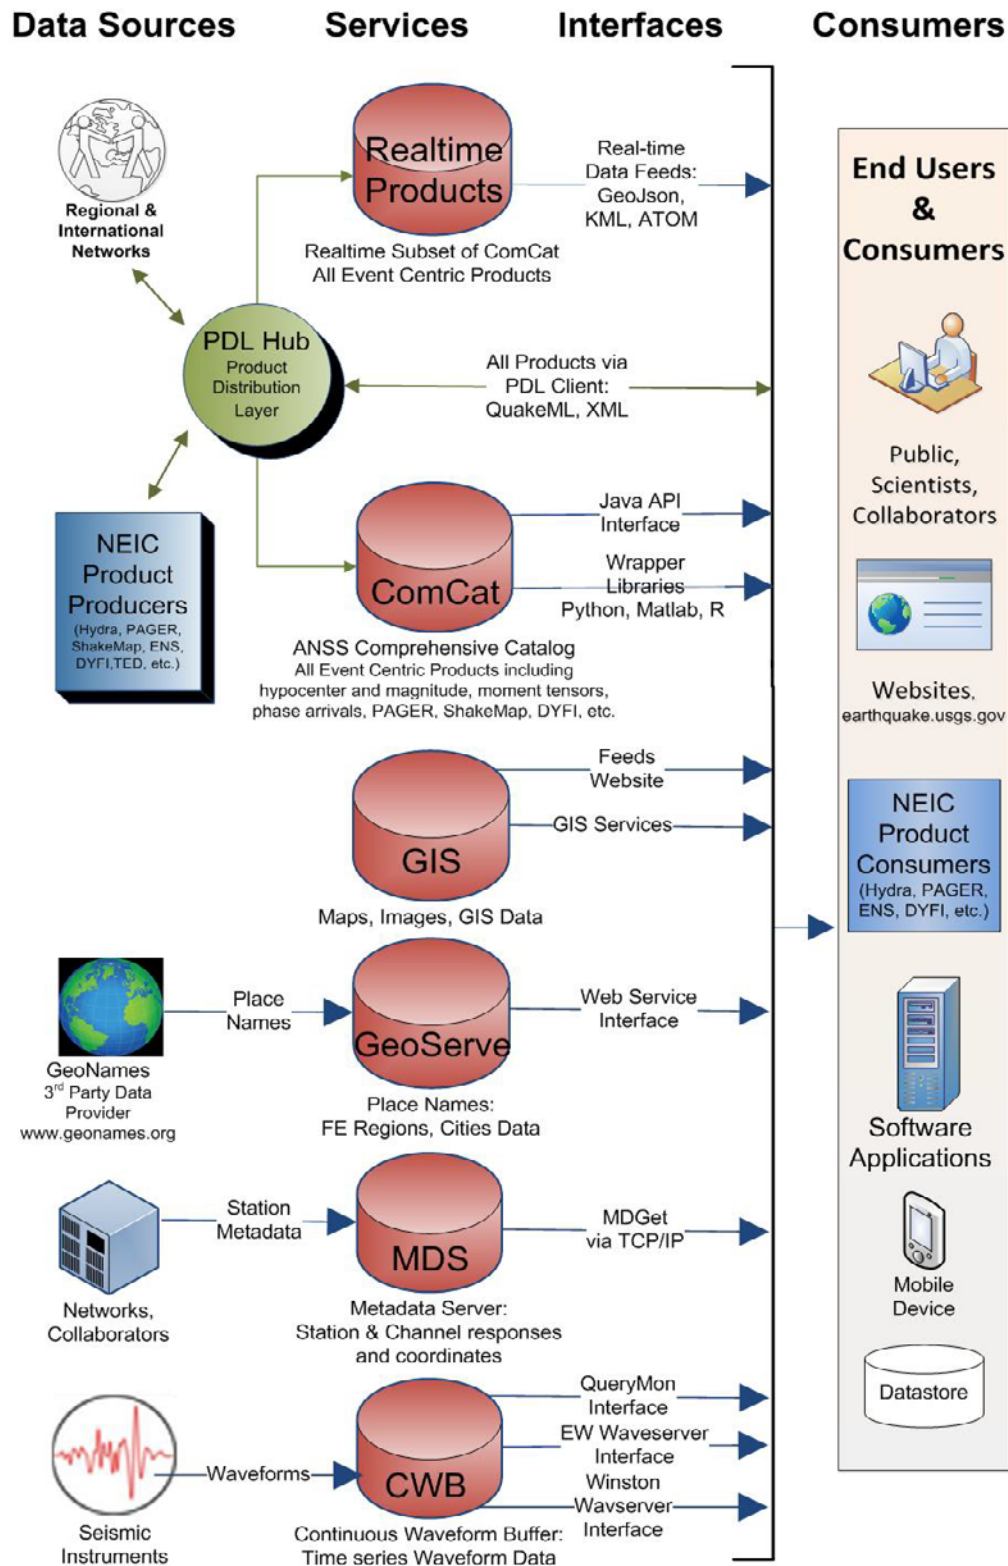 Data Sources
Services
Interfaces
Consumers
Regional &
International
Networks
Realtime
Products
Realtime Subset of ComCat
All Event Centric Products
Real-time
Data Feeds:
GeoJson,
KML, ATOM
PDL Hub
Product
Distribution
Layer
All Products via
PDL Client:
QuakeML, XML
NEIC
Product
Producers
(Hydra, PAGER,
ShakeMap, ENS,
DYFI,TED, etc.)
ComCat
ANSS Comprehensive Catalog
All Event Centric Products including
hypocenter and magnitude, moment tensors,
phase arrivals, PAGER, ShakeMap, DYFI, etc.
Java API
Interface
Wrapper
Libraries
Python, Matlab, R
GIS
Maps, Images, GIS Data
Feeds
Website
GIS Services
GeoNames
3rd Party Data
Provider
www.geonames.org
Place
Names
GeoServe
Place Names:
FE Regions, Cities Data
Web Service
Interface
Networks,
Collaborators
Station
Metadata
MDS
Metadata Server:
Station & Channel responses
and coordinates
MDGet
via TCP/IP
Seismic
Instruments
Waveforms
CWB
Continuous Waveform Buffer:
Time series Waveform Data
QueryMon
Interface
EW Waveserver
Interface
Winston
Wavserver
Interface
End Users
&
Consumers
Public,
Scientists,
Collaborators
Websites,
earthquake.usgs.gov
NEIC
Product
Consumers
(Hydra, PAGER,
ENS, DYFI, etc.)
Software
Applications
Mobile
Device
Datastore